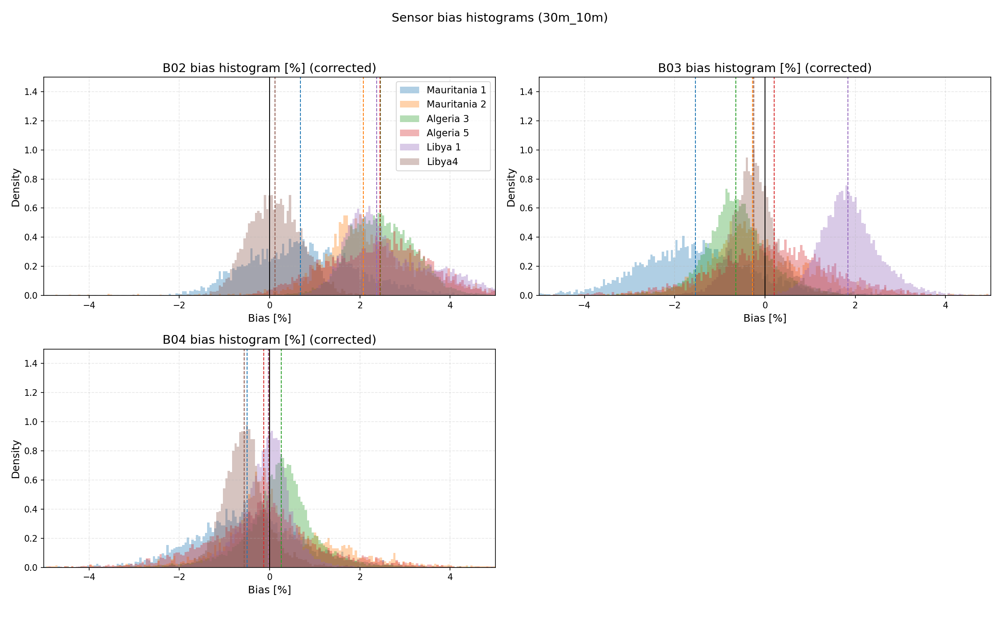 Sensor bias histograms (30m_10m)
B02 bias histogram [%] (corrected)
1.4
1.2
1.0
0.8
0.6
0.4
0.2
0.0
Density
−4
−2
0
2
4
Bias [%]
Mauritania 1
Mauritania 2
Algeria 3
Algeria 5
Libya 1
Libya4
B03 bias histogram [%] (corrected)
1.4
1.2
1.0
0.8
0.6
0.4
0.2
0.0
Density
−4
−2
0
2
4
Bias [%]
B04 bias histogram [%] (corrected)
1.4
1.2
1.0
0.8
0.6
0.4
0.2
0.0
Density
−4
−2
0
2
4
Bias [%]